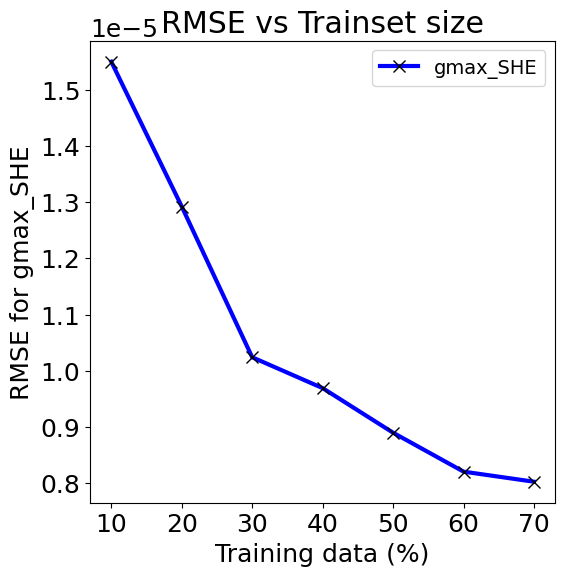 1e−5
RMSE vs Trainset size
gmax_SHE
RMSE for gmax_SHE
1.5
1.4
1.3
1.2
1.1
1.0
0.9
0.8
10 20 30 40 50 60 70
Training data (%)